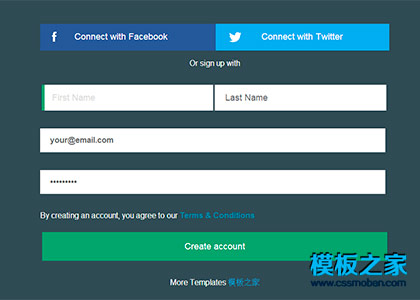 f Connect with Facebook Connect with Twitter
Or sign up with
First Name Last Name
your@email.com
•••••••••
By creating an account, you agree to our Terms & Conditions
Create account
模板之家
www.cssmoban.com
More Templates 模板之家